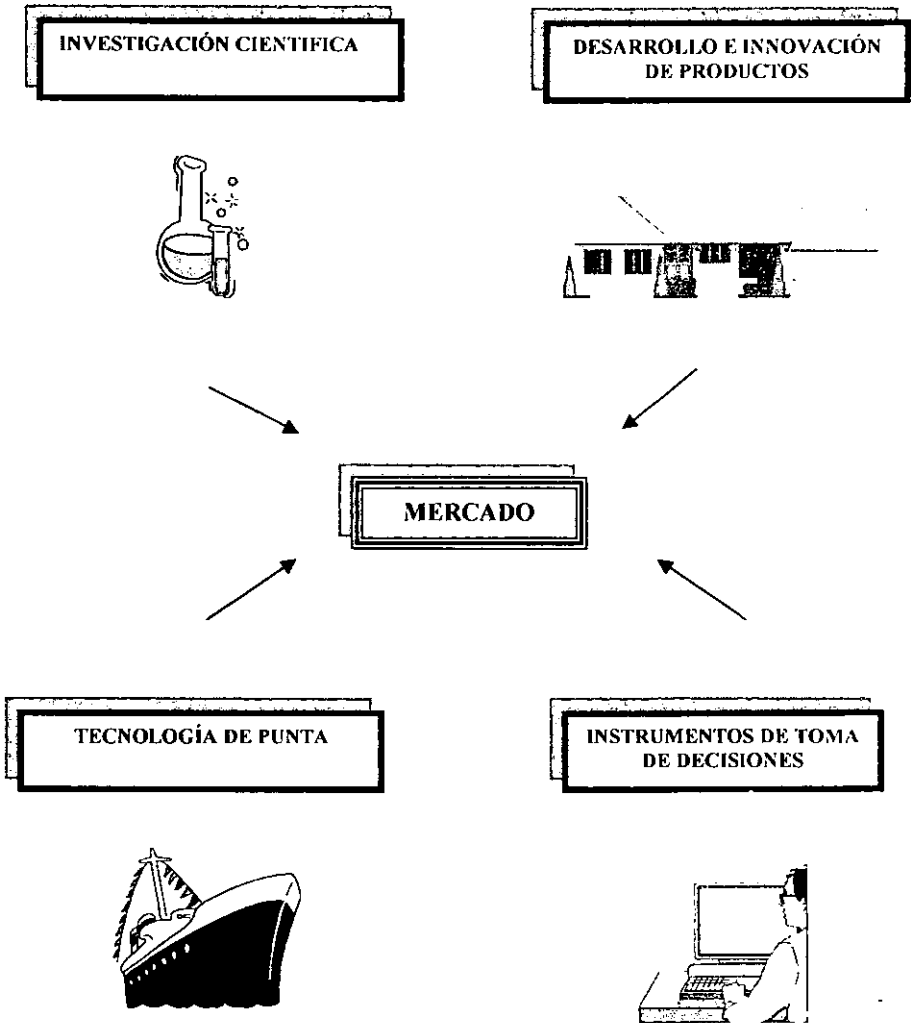 INVESTIGACIÓN CIENTIFICA
DESARROLLO E INNOVACIÓN
DE PRODUCTOS
MERCADO
TECNOLOGÍA DE PUNTA
INSTRUMENTOS DE TOMA
DE DECISIONES